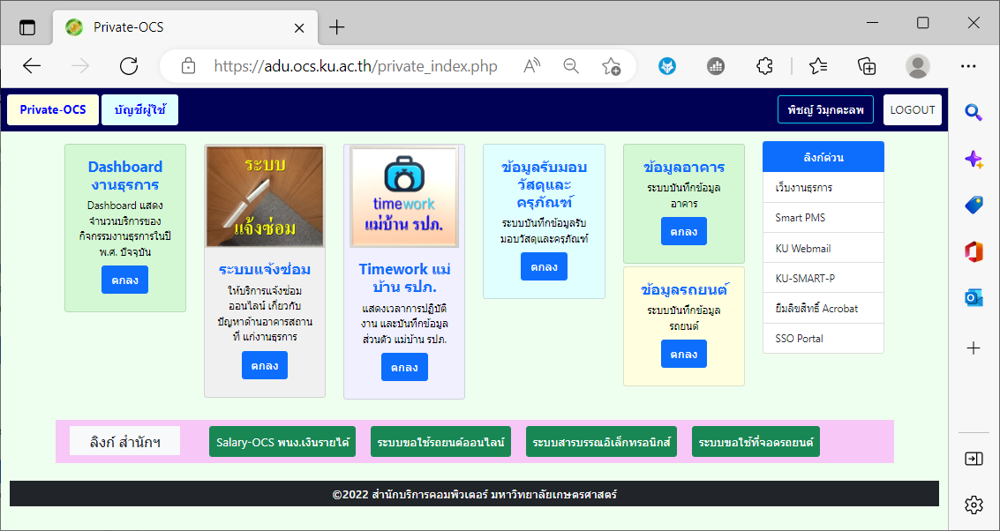 Private-OCS
https://adu.ocs.ku.ac.th/private_index.php
Private-OCS
บัญชีผู้ใช้
พิชญ์ วิมุกตะลพ
LOGOUT
Dashboard
งานธุรการ
Dashboard แสดง
จำนวนบริการของ
กิจกรรมงานธุรการในปี
พ.ศ. ปัจจุบัน
ตกลง
ระบบ
แจ้งซ่อม
ระบบแจ้งซ่อม
ให้บริการแจ้งซ่อม
ออนไลน์ เกี่ยวกับ
ปัญหาด้านอาคารสถาน
ที่ แก่งานธุรการ
ตกลง
timework
แม่บ้าน รปภ.
Timework แม่
บ้าน รปภ.
แสดงเวลาการปฏิบัติ
งาน และบันทึกข้อมูล
ส่วนตัว แม่บ้าน รปภ.
ตกลง
ข้อมูลรับมอบ
วัสดุและ
ครุภัณฑ์
ระบบบันทึกข้อมูลรับ
มอบวัสดุและครุภัณฑ์
ตกลง
ข้อมูลอาคาร
ระบบบันทึกข้อมูล
อาคาร
ตกลง
ข้อมูลรถยนต์
ระบบบันทึกข้อมูล
รถยนต์
ตกลง
ลิงก์ด่วน
เว็บงานธุรการ
Smart PMS
KU Webmail
KU-SMART-P
ยืมลิขสิทธิ์ Acrobat
SSO Portal
ลิงก์ สำนักฯ
Salary-OCS พนง.เงินรายได้
ระบบขอใช้รถยนต์ออนไลน์
ระบบสารบรรณอิเล็กทรอนิกส์
ระบบขอใช้ที่จอดรถยนต์
©2022 สำนักบริการคอมพิวเตอร์ มหาวิทยาลัยเกษตรศาสตร์